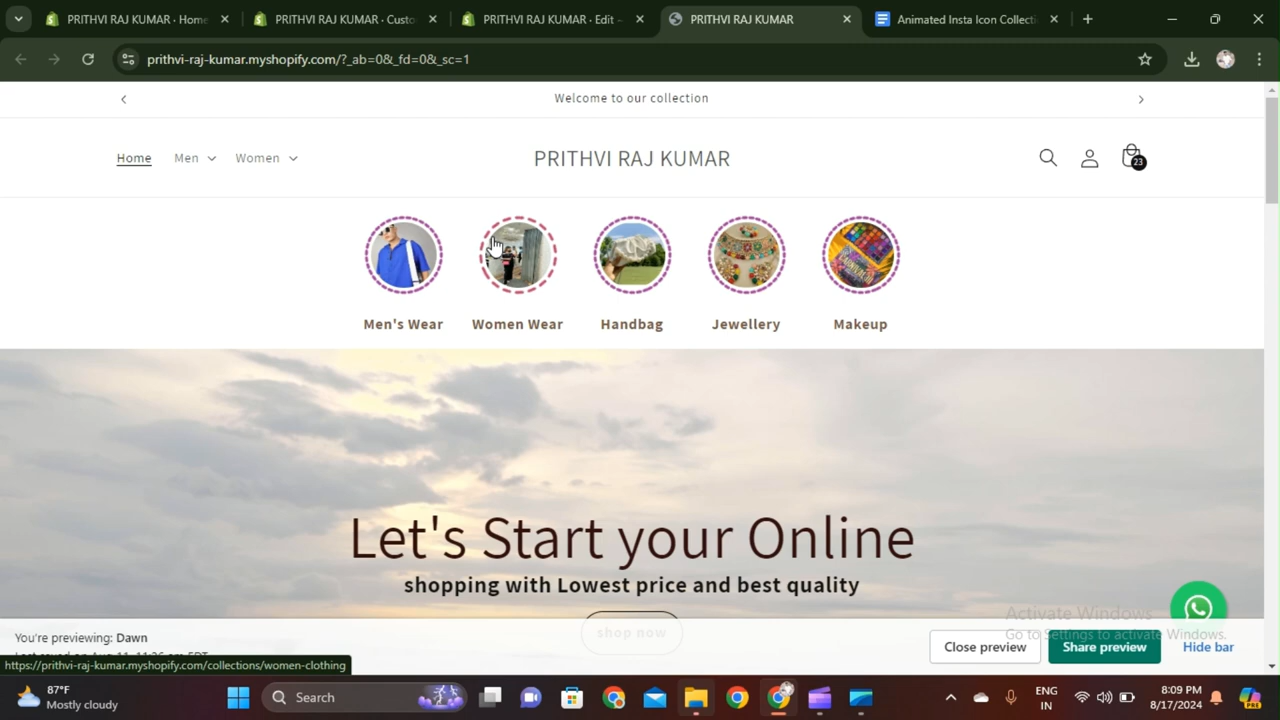 PRITHVI RAJ KUMAR · Home
PRITHVI RAJ KUMAR · Custo
PRITHVI RAJ KUMAR · Edit -
PRITHVI RAJ KUMAR
Animated Insta Icon Collecti
prithvi-raj-kumar.myshopify.com/?_ab=0&_fd=0&_sc=1
Welcome to our collection
Home
Men
Women
PRITHVI RAJ KUMAR
23
Men's Wear
Women Wear
Handbag
Jewellery
Makeup
Let's Start your Online
shopping with Lowest price and best quality
shop now
Activate Windows
Go to Settings to activate Windows.
You're previewing: Dawn
Close preview
Share preview
Hide bar
https://prithvi-raj-kumar.myshopify.com/collections/women-clothing
87°F
Mostly cloudy
Search
ENG
IN
8:09 PM
8/17/2024
PRE